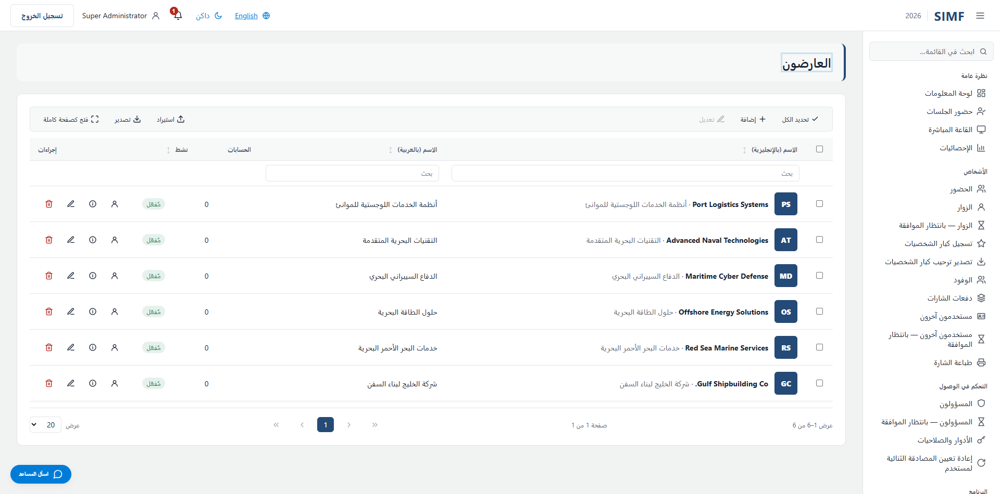 SIMF
2026
English
داكن
1
Super Administrator
تسجيل الخروج
ابحث في القائمة...
نظرة عامة
لوحة المعلومات
حضور الجلسات
القاعة المباشرة
الإحصائيات
الأشخاص
الحضور
الزوار
الزوار — بانتظار الموافقة
تسجيل كبار الشخصيات
تصدير ترحيب كبار الشخصيات
الوفود
دفعات الشارات
مستخدمون آخرون
مستخدمون آخرون — بانتظار
الموافقة
طباعة الشارة
التحكم في الوصول
المسؤولون
المسؤولون — بانتظار الموافقة
الأدوار والصلاحيات
إعادة تعيين المصادقة الثنائية
لمستخدم
البرنامج
العارضون
تحديد الكل
إضافة
تعديل
استيراد
تصدير
فتح كصفحة كاملة
الاسم (بالإنجليزية) الاسم (بالعربية) الحسابات نشط إجراءات
بحث بحث
PS Port Logistics Systems · أنظمة الخدمات اللوجستية للموانئ أنظمة الخدمات اللوجستية للموانئ 0 مُفعّل
AT Advanced Naval Technologies · التقنيات البحرية المتقدمة التقنيات البحرية المتقدمة 0 مُفعّل
MD Maritime Cyber Defense · الدفاع السيبراني البحري الدفاع السيبراني البحري 0 مُفعّل
OS Offshore Energy Solutions · حلول الطاقة البحرية حلول الطاقة البحرية 0 مُفعّل
RS Red Sea Marine Services · خدمات البحر الأحمر البحرية خدمات البحر الأحمر البحرية 0 مُفعّل
GC Gulf Shipbuilding Co. · شركة الخليج لبناء السفن شركة الخليج لبناء السفن 0 مُفعّل
عرض 1–6 من 6
صفحة 1 من 1
« ‹ 1 › »
عرض 20
اسأل المساعد